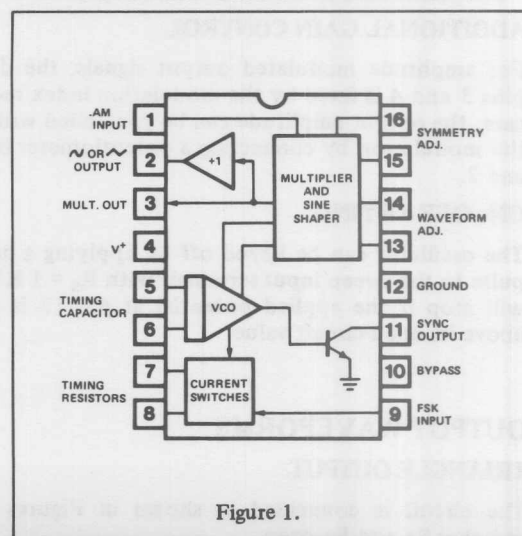 ADDITIONAL GAIN CONTROL
-AM
INPUT
1
∿ OR
OUTPUT
2
MULT. OUT
3
V+
4
TIMING
CAPACITOR
5
6
TIMING
RESISTORS
7
8
+1
MULTIPLIER
AND
SINE
SHAPER
VCO
CURRENT
SWITCHES
16
SYMMETRY
ADJ.
15
14
WAVEFORM
ADJ.
13
12
GROUND
11
SYNC
OUTPUT
10
BYPASS
9
FSK
INPUT
Figure 1.